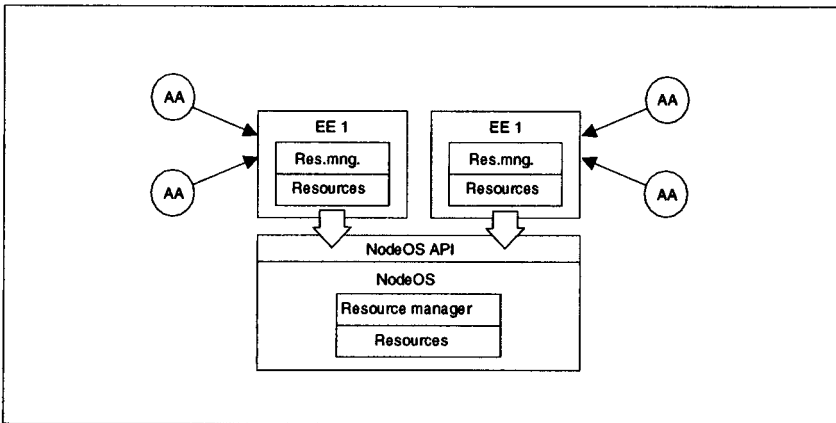 AA
AA
EE 1
EE 1
Res.mng.
Res.mng.
Resources
Resources
AA
AA
NodeOS API
NodeOS
Resource manager
Resources